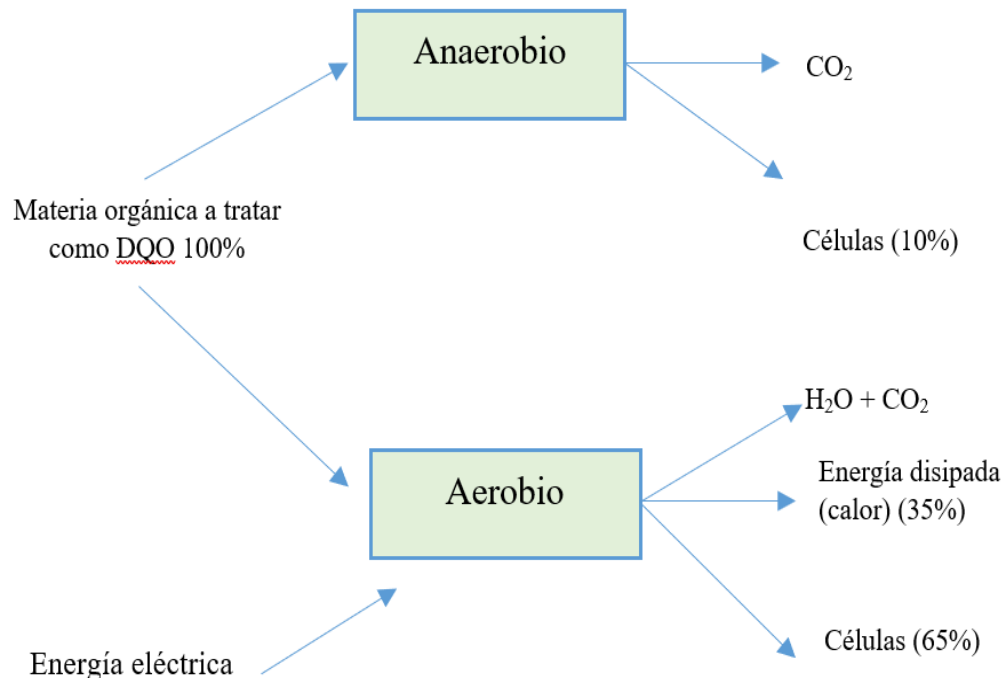 Anaerobio
CO₂
Materia orgánica a tratar
como DQO 100%
Células (10%)
H₂O + CO₂
Energía disipada
(calor) (35%)
Aerobio
Células (65%)
Energía eléctrica